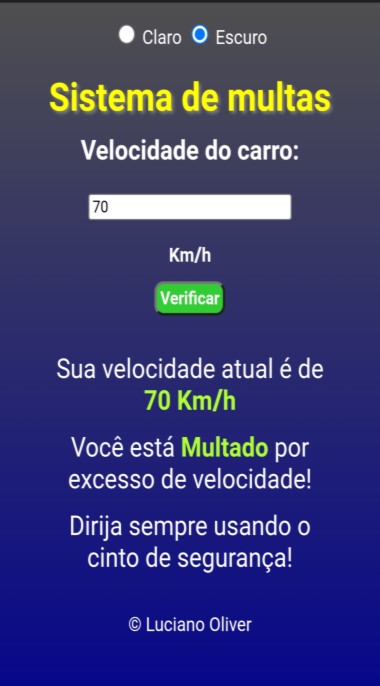 Claro Escuro
Sistema de multas
Velocidade do carro:
70
Km/h
Verificar
Sua velocidade atual é de
70 Km/h
Você está Multado por
excesso de velocidade!
Dirija sempre usando o
cinto de segurança!
© Luciano Oliver